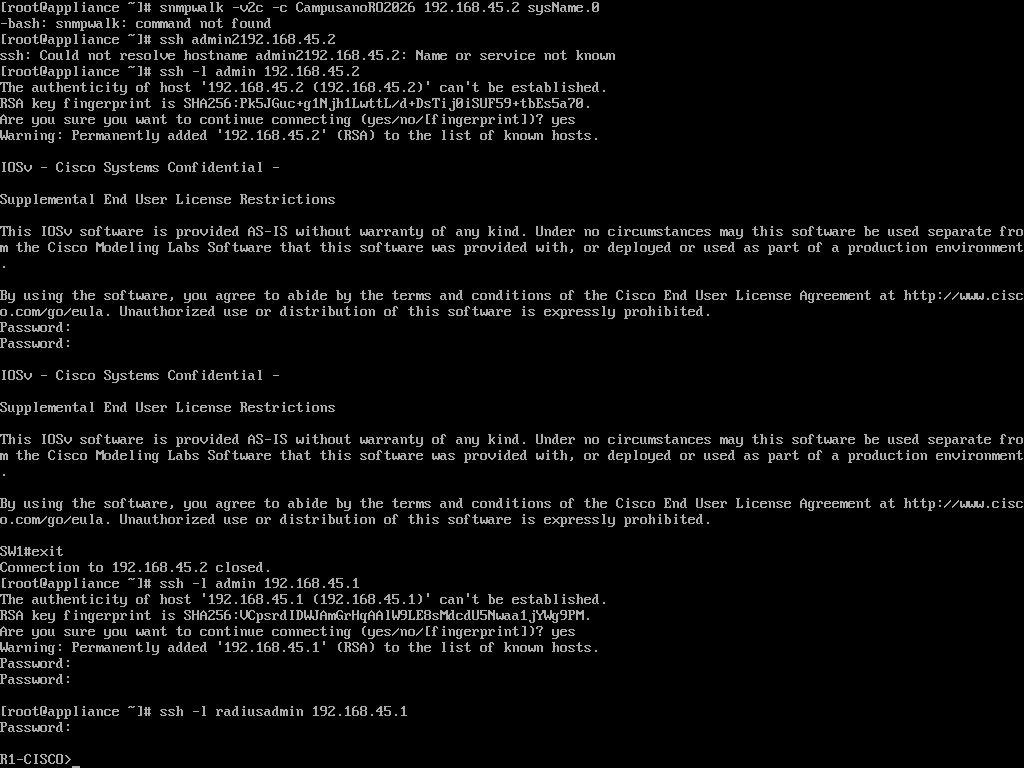 [root@appliance ~]# snmpwalk -v2c -c CampusanoRO2026 192.168.45.2 sysName.0
-bash: snmpwalk: command not found
[root@appliance ~]# ssh admin2192.168.45.2
ssh: Could not resolve hostname admin2192.168.45.2: Name or service not known
[root@appliance ~]# ssh -l admin 192.168.45.2
The authenticity of host '192.168.45.2 (192.168.45.2)' can't be established.
RSA key fingerprint is SHA256:Pk5JGuc+g1Njh1LwttL/d+DsTij0iSUF59+tbEs5a70.
Are you sure you want to continue connecting (yes/no/[fingerprint])? yes
Warning: Permanently added '192.168.45.2' (RSA) to the list of known hosts.
IOSv - Cisco Systems Confidential -
Supplemental End User License Restrictions
This IOSv software is provided AS-IS without warranty of any kind. Under no circumstances may this software be used separate fro
m the Cisco Modeling Labs Software that this software was provided with, or deployed or used as part of a production environment
.
By using the software, you agree to abide by the terms and conditions of the Cisco End User License Agreement at http://www.cisc
o.com/go/eula. Unauthorized use or distribution of this software is expressly prohibited.
Password:
Password:
IOSv - Cisco Systems Confidential -
Supplemental End User License Restrictions
This IOSv software is provided AS-IS without warranty of any kind. Under no circumstances may this software be used separate fro
m the Cisco Modeling Labs Software that this software was provided with, or deployed or used as part of a production environment
.
By using the software, you agree to abide by the terms and conditions of the Cisco End User License Agreement at http://www.cisc
o.com/go/eula. Unauthorized use or distribution of this software is expressly prohibited.
SW1#exit
Connection to 192.168.45.2 closed.
[root@appliance ~]# ssh -l admin 192.168.45.1
The authenticity of host '192.168.45.1 (192.168.45.1)' can't be established.
RSA key fingerprint is SHA256:VCpsrdIDWJAmGrHqAAlW9LE8sMdcdU5Nwaa1jYWg9PM.
Are you sure you want to continue connecting (yes/no/[fingerprint])? yes
Warning: Permanently added '192.168.45.1' (RSA) to the list of known hosts.
Password:
Password:
[root@appliance ~]# ssh -l radiusadmin 192.168.45.1
Password:
R1-CISCO>_